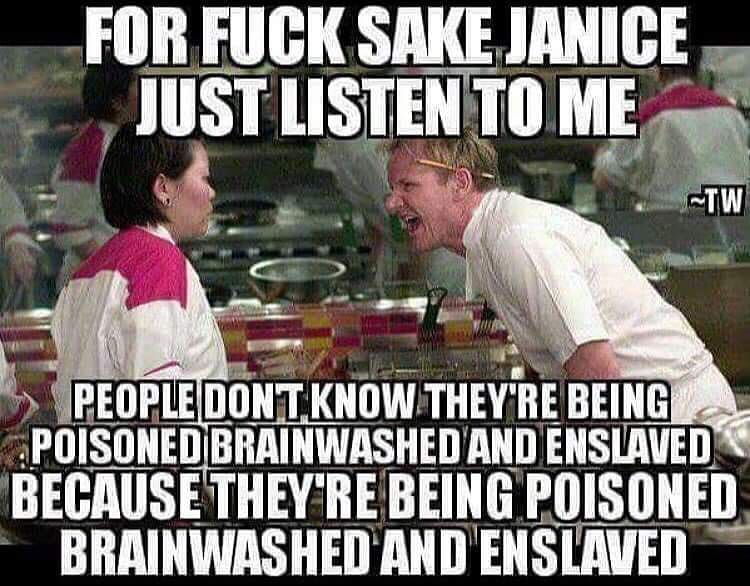 FOR FUCK SAKE JANICE
JUST LISTEN TO ME
~TW
PEOPLE DON'T KNOW THEY'RE BEING
POISONED BRAINWASHED AND ENSLAVED
BECAUSE THEY'RE BEING POISONED
BRAINWASHED AND ENSLAVED